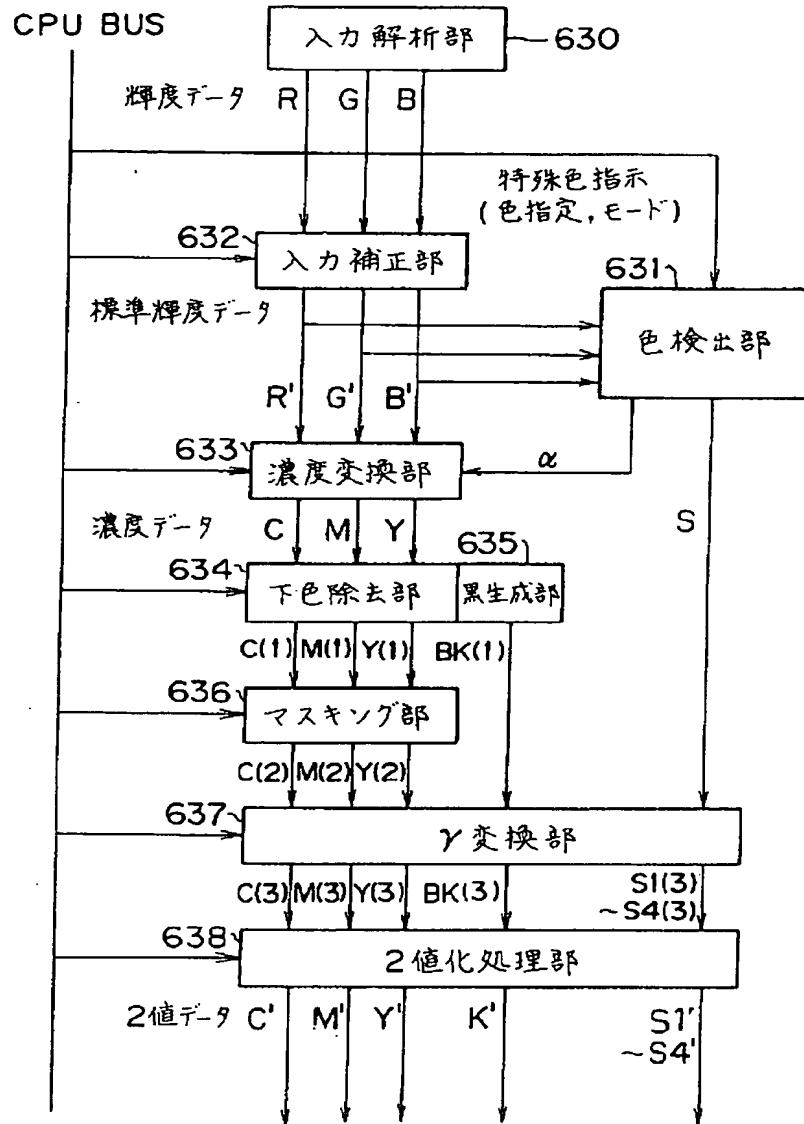 CPU BUS
入力解析部
630
輝度データ R G B
特殊色指示
(色指定,モード)
632
入力補正部
631
標準輝度データ
色検出部
R' G' B'
633
濃度変換部
α
濃度データ C M Y
S
634
635
下色除去部
黒生成部
C(1) M(1) Y(1) BK(1)
636
マスキング部
C(2) M(2) Y(2)
637
γ変換部
C(3) M(3) Y(3) BK(3) S1(3)
~S4(3)
638
2値化処理部
2値データ C' M' Y' K' S1'
~S4'